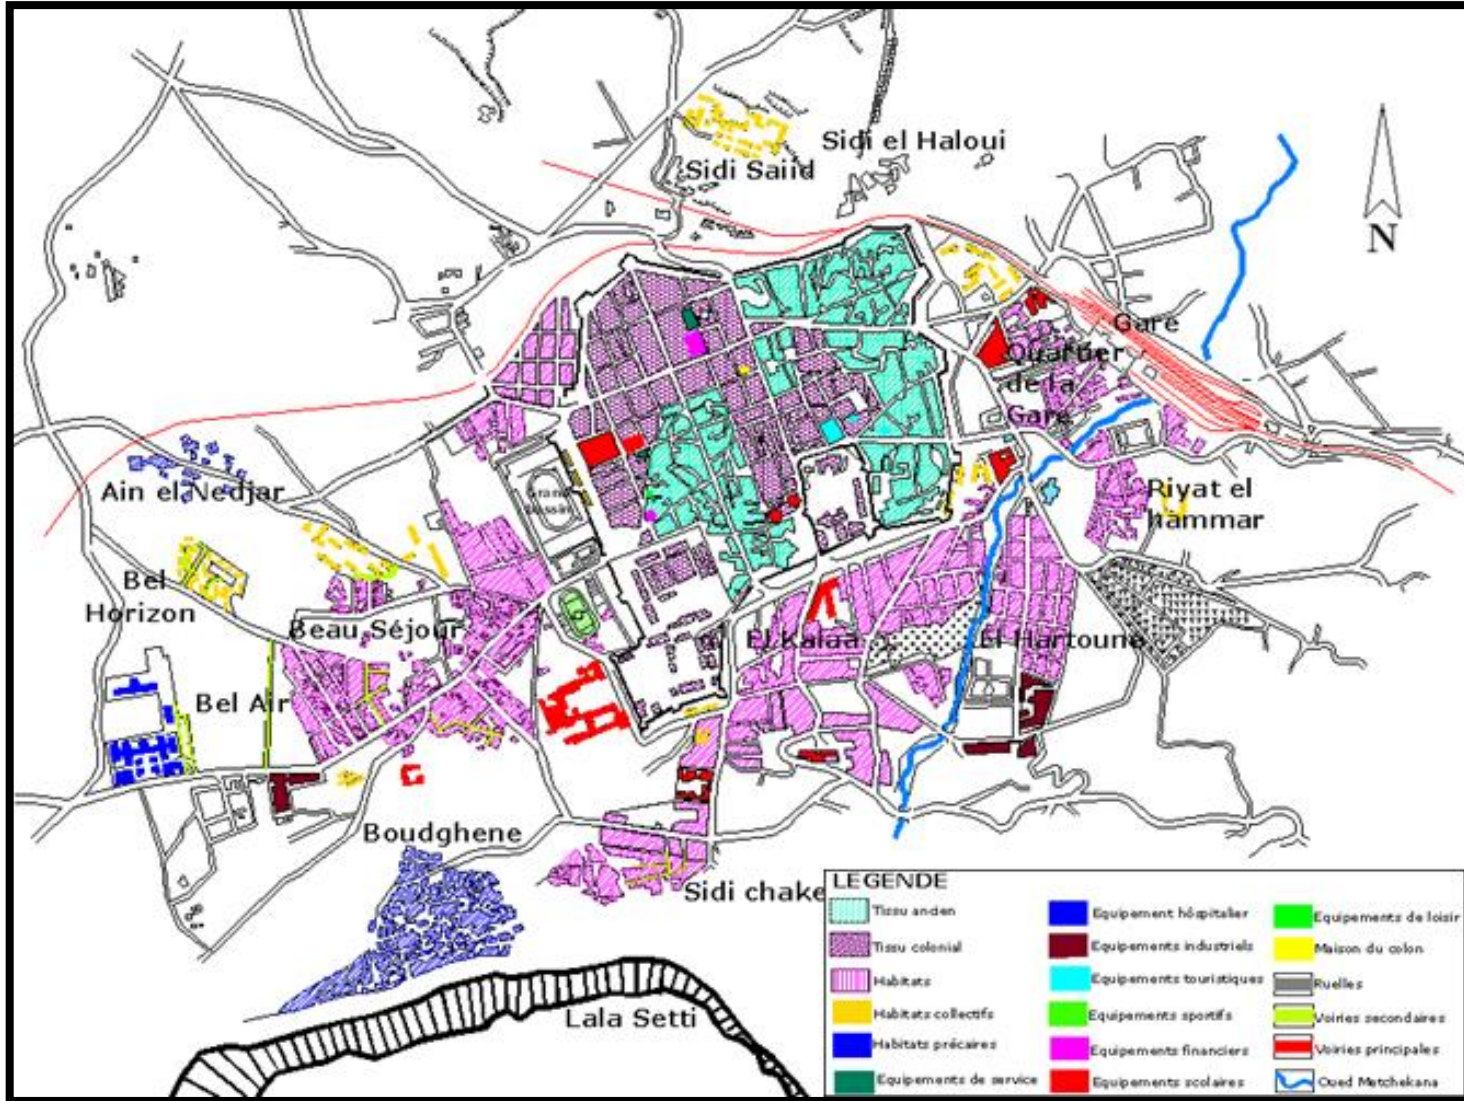 Sidi el Haloui
Sidi Saiid
N
Gare
Quartier
de la
Gare
Grand
bassin
Ain el Nedjar
Riyat el
hammar
Bel
Horizon
Beau Séjour
El Kalaa
El Hartoune
Bel Air
Boudghene
Sidi chake
Lala Setti
LEGENDE
Tissu ancien
Tissu colonial
Habitats
Habitats collectifs
Habitats précaires
Equipements de service
Equipement hôspitalier
Equipements industriels
Equipements touristiques
Equipements sportifs
Equipements financiers
Equipements scolaires
Equipements de loisir
Maison du colon
Ruelles
Voiries secondaires
Voiries principales
Oued Metchekana